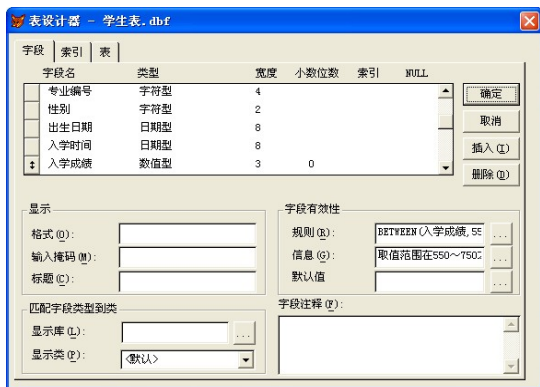 表设计器 - 学生表.dbf
字段 索引 表
字段名 类型 宽度 小数位数 索引 NULL
专业编号 字符型 4
性别 字符型 2
出生日期 日期型 8
入学时间 日期型 8
入学成绩 数值型 3 0
确定
取消
插入(I)
删除(D)
显示
格式(O):
输入掩码(M):
标题(C):
字段有效性
规则(R): BETWEEN(入学成绩,55 ...
信息(G): 取值范围在550～750 ...
默认值 ...
匹配字段类型到类
显示库(L): ...
显示类(P): <默认>
字段注释(F):